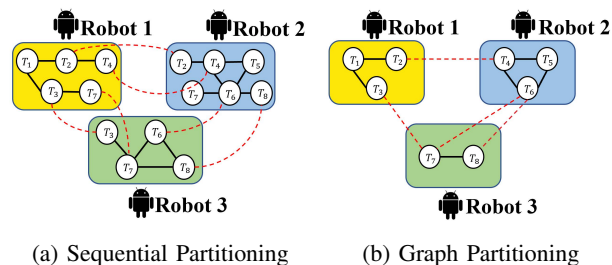 Robot 1
T1 T2 T4
T3 T7
Robot 2
T2 T4 T5
T7 T6 T8
T3 T6
T7 T8
Robot 3
(a) Sequential Partitioning
Robot 1
T1 T2
T3
Robot 2
T4 T5
T6
T7 T8
Robot 3
(b) Graph Partitioning